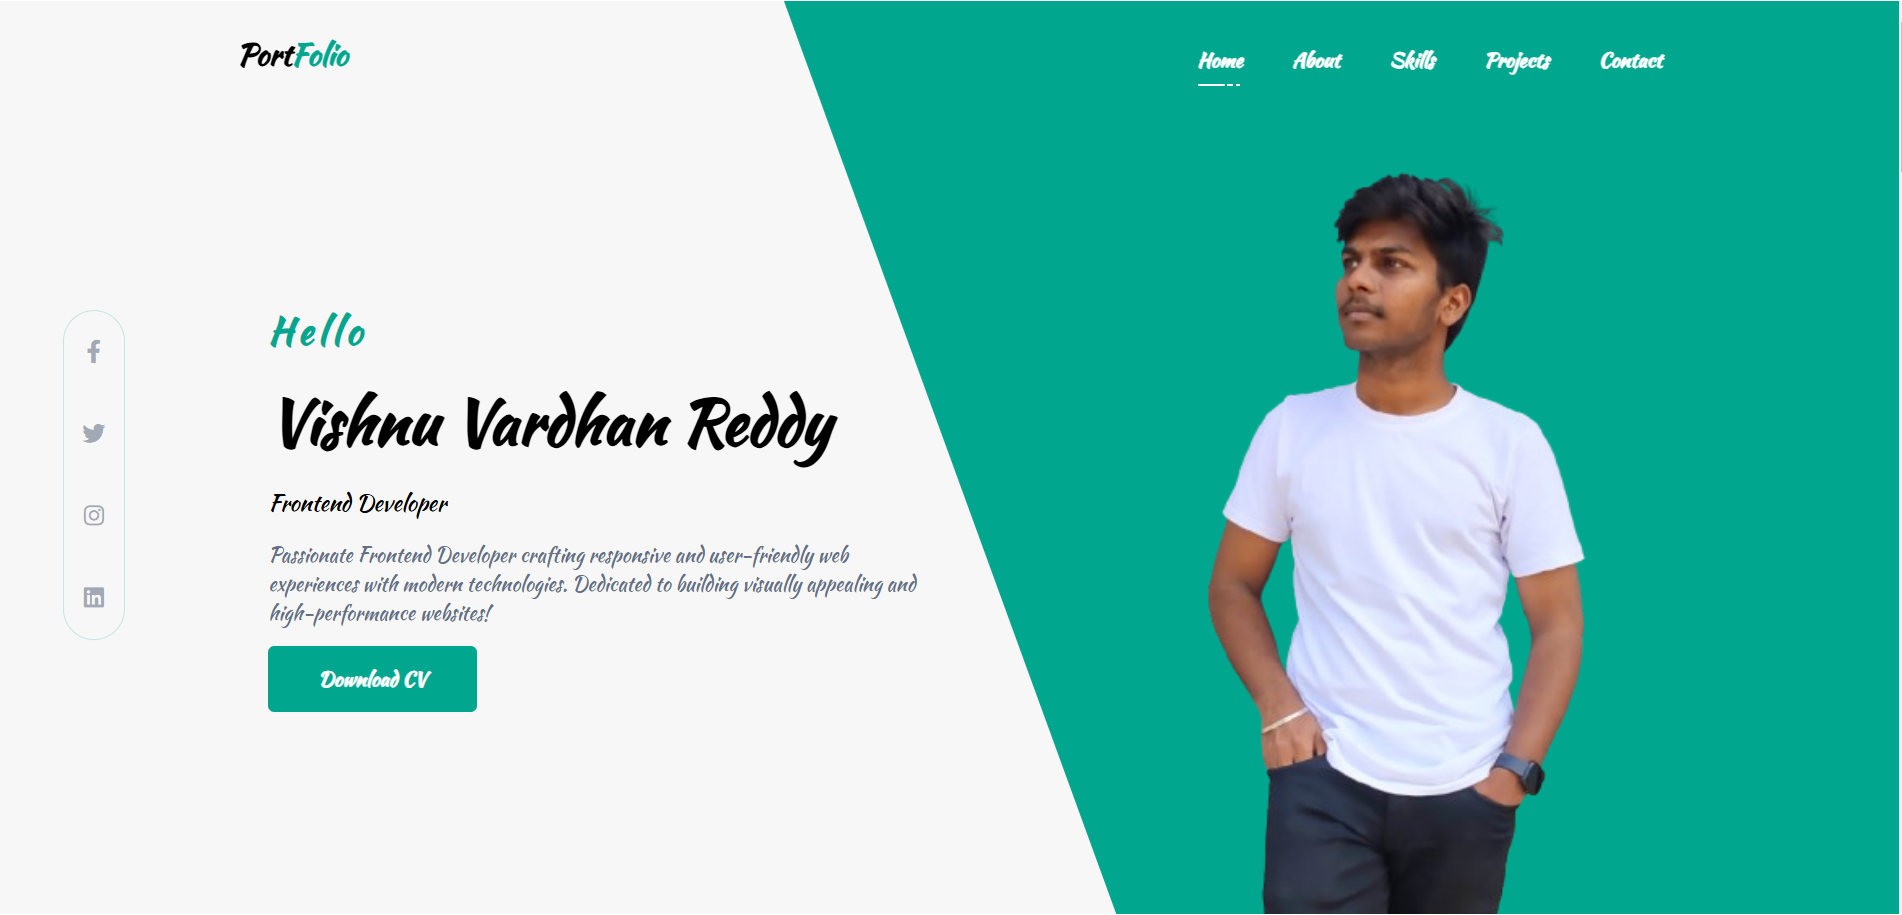 PortFolio
Home About Skills Projects Contact
Hello
Vishnu Vardhan Reddy
Frontend Developer
Passionate Frontend Developer crafting responsive and user-friendly web
experiences with modern technologies. Dedicated to building visually appealing and
high-performance websites!
Download CV